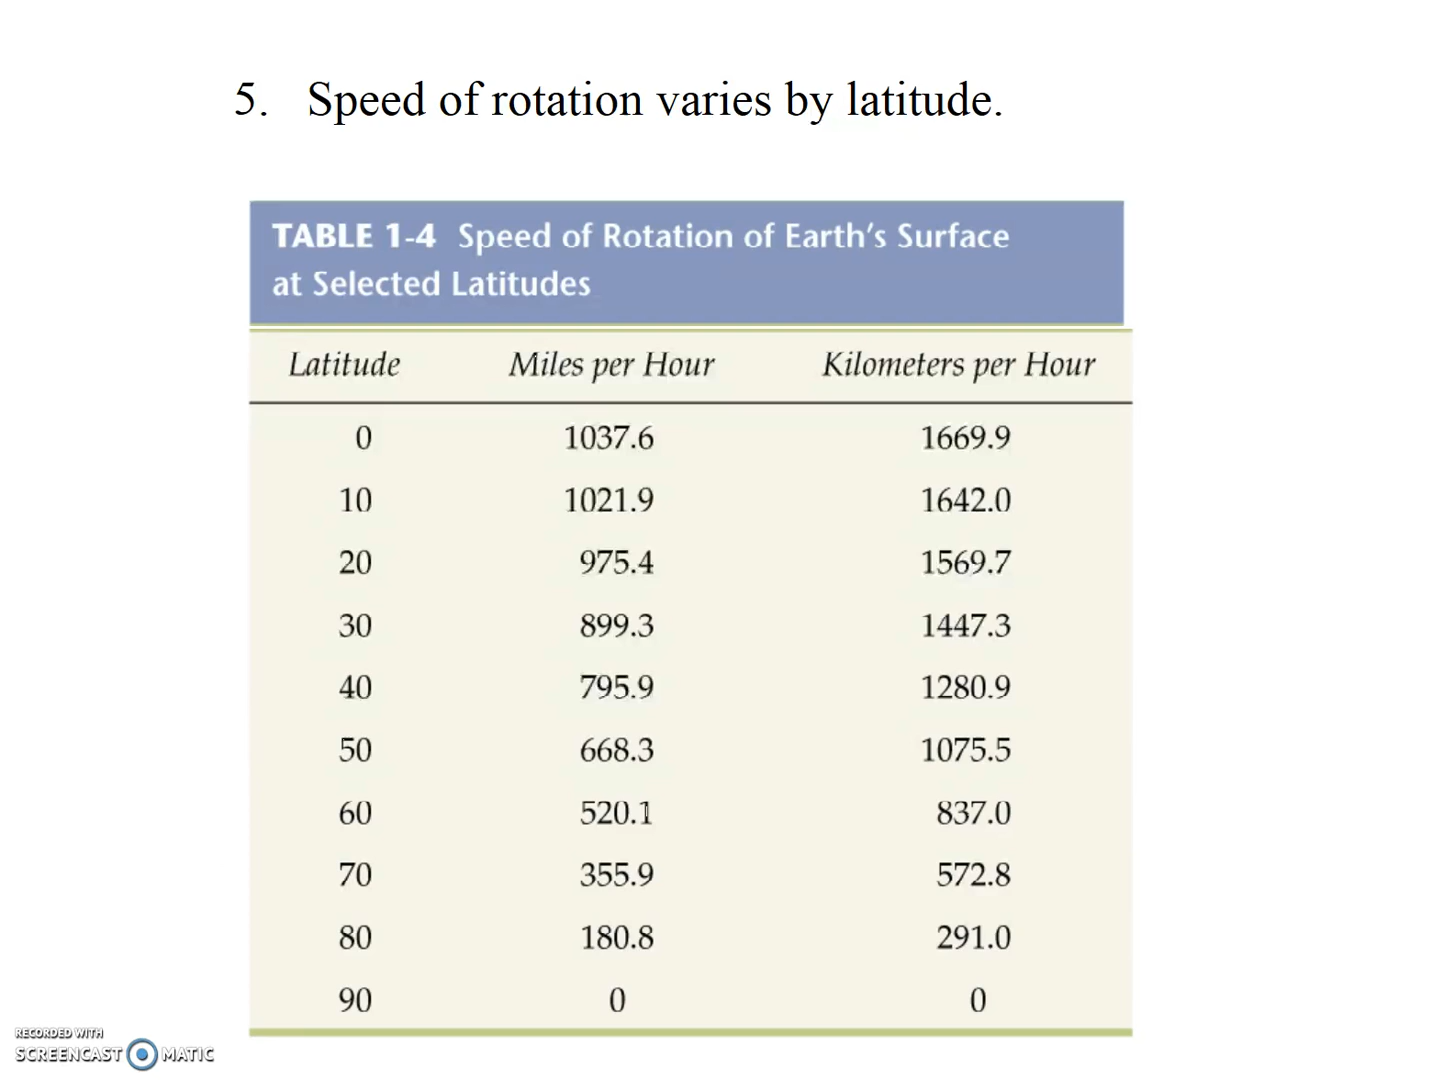 5. Speed of rotation varies by latitude.
TABLE 1-4 Speed of Rotation of Earth's Surface
at Selected Latitudes
Latitude Miles per Hour Kilometers per Hour
0 1037.6 1669.9
10 1021.9 1642.0
20 975.4 1569.7
30 899.3 1447.3
40 795.9 1280.9
50 668.3 1075.5
60 520.1 837.0
70 355.9 572.8
80 180.8 291.0
90 0 0
RECORDED WITH
SCREENCAST MATIC